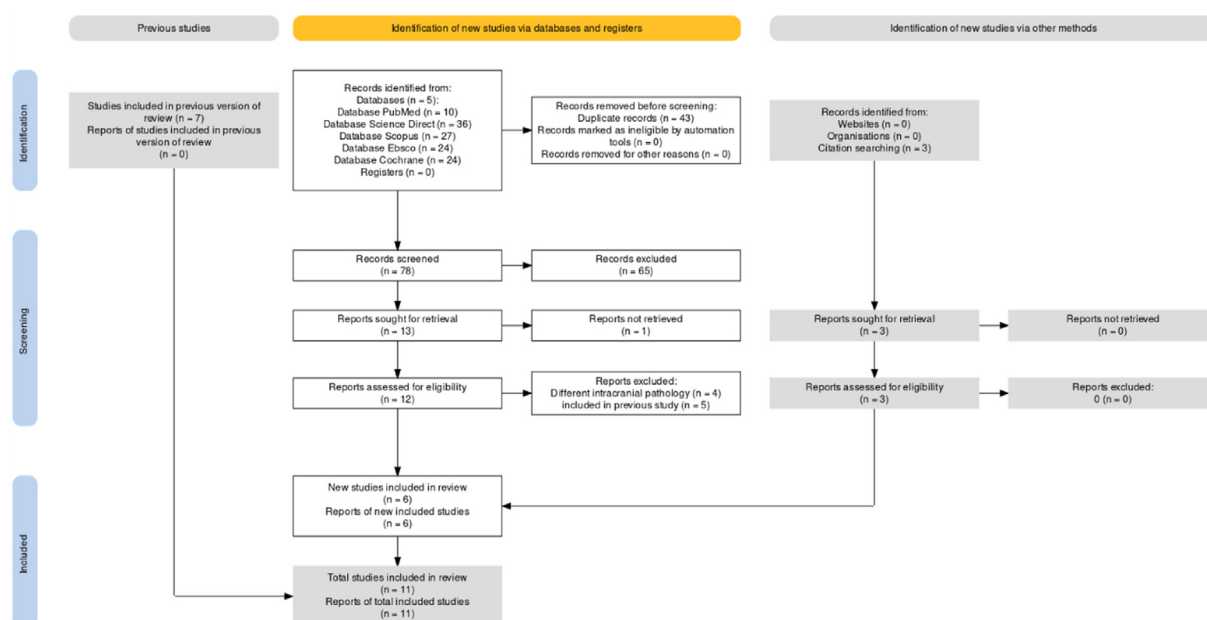 Previous studies
Identification of new studies via databases and registers
Identification of new studies via other methods
Identification
Studies included in previous version of
review (n = 7)
Reports of studies included in previous
version of review
(n = 0)
Records identified from:
Databases (n = 5):
Database PubMed (n = 10)
Database Science Direct (n = 36)
Database Scopus (n = 27)
Database Ebsco (n = 24)
Database Cochrane (n = 24)
Registers (n = 0)
Records removed before screening:
Duplicate records (n = 43)
Records marked as ineligible by automation
tools (n = 0)
Records removed for other reasons (n = 0)
Records identified from:
Websites (n = 0)
Organisations (n = 0)
Citation searching (n = 3)
Screening
Records screened
(n = 78)
Records excluded
(n = 65)
Reports sought for retrieval
(n = 13)
Reports not retrieved
(n = 1)
Reports sought for retrieval
(n = 3)
Reports not retrieved
(n = 0)
Reports assessed for eligibility
(n = 12)
Reports excluded:
Different intracranial pathology (n = 4)
included in previous study (n = 5)
Reports assessed for eligibility
(n = 3)
Reports excluded:
0 (n = 0)
Included
New studies included in review
(n = 6)
Reports of new included studies
(n = 6)
Total studies included in review
(n = 11)
Reports of total included studies
(n = 11)